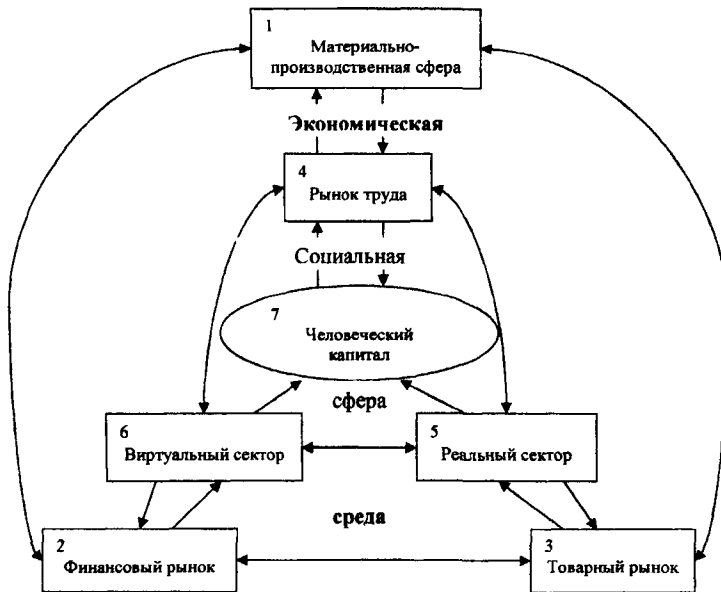 1
Материально-
производственная сфера
Экономическая
4
Рынок труда
Социальная
7
Человеческий
капитал
сфера
6
Виртуальный сектор
5
Реальный сектор
среда
2
Финансовый рынок
3
Товарный рынок